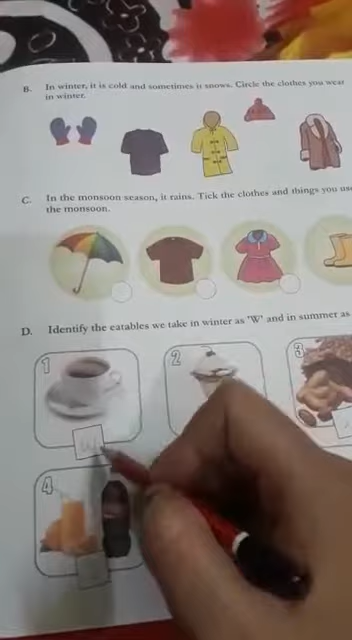 B. In winter, it is cold and sometimes it snows. Circle the clothes you wear
in winter.
C. In the monsoon season, it rains. Tick the clothes and things you use
the monsoon.
D. Identify the eatables we take in winter as 'W' and in summer as
1
2
3
W
4